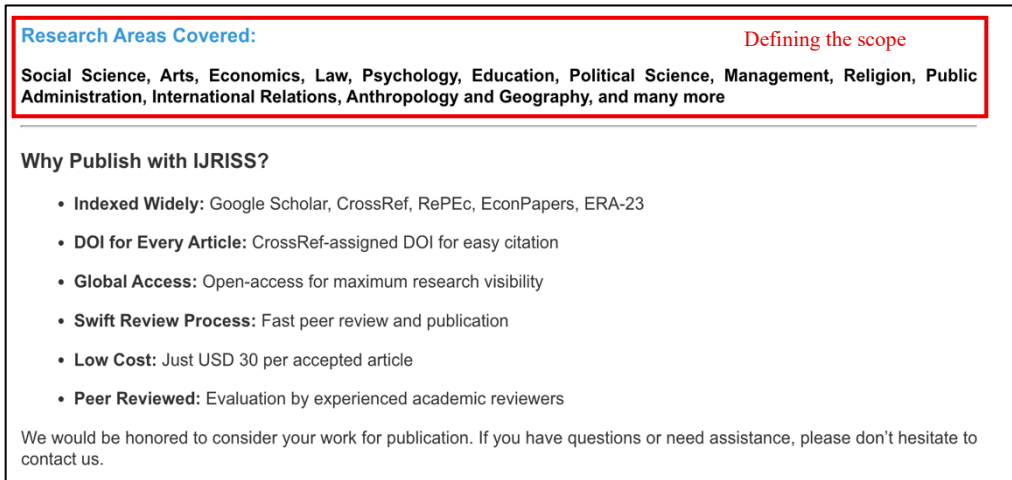 Research Areas Covered:
Defining the scope
Social Science, Arts, Economics, Law, Psychology, Education, Political Science, Management, Religion, Public
Administration, International Relations, Anthropology and Geography, and many more
Why Publish with IJRISS?
• Indexed Widely: Google Scholar, CrossRef, RePEc, EconPapers, ERA-23
• DOI for Every Article: CrossRef-assigned DOI for easy citation
• Global Access: Open-access for maximum research visibility
• Swift Review Process: Fast peer review and publication
• Low Cost: Just USD 30 per accepted article
• Peer Reviewed: Evaluation by experienced academic reviewers
We would be honored to consider your work for publication. If you have questions or need assistance, please don’t hesitate to
contact us.